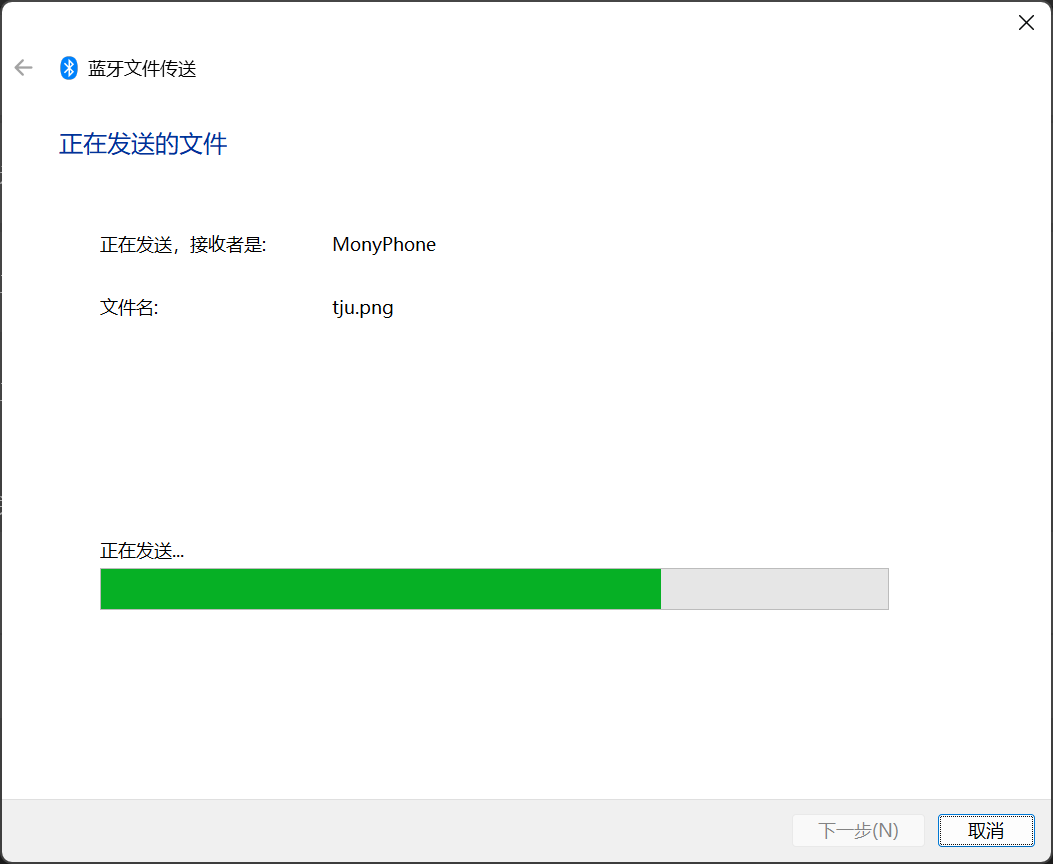 蓝牙文件传送
正在发送的文件
正在发送，接收者是: MonyPhone
文件名: tju.png
正在发送...
下一步(N) 取消